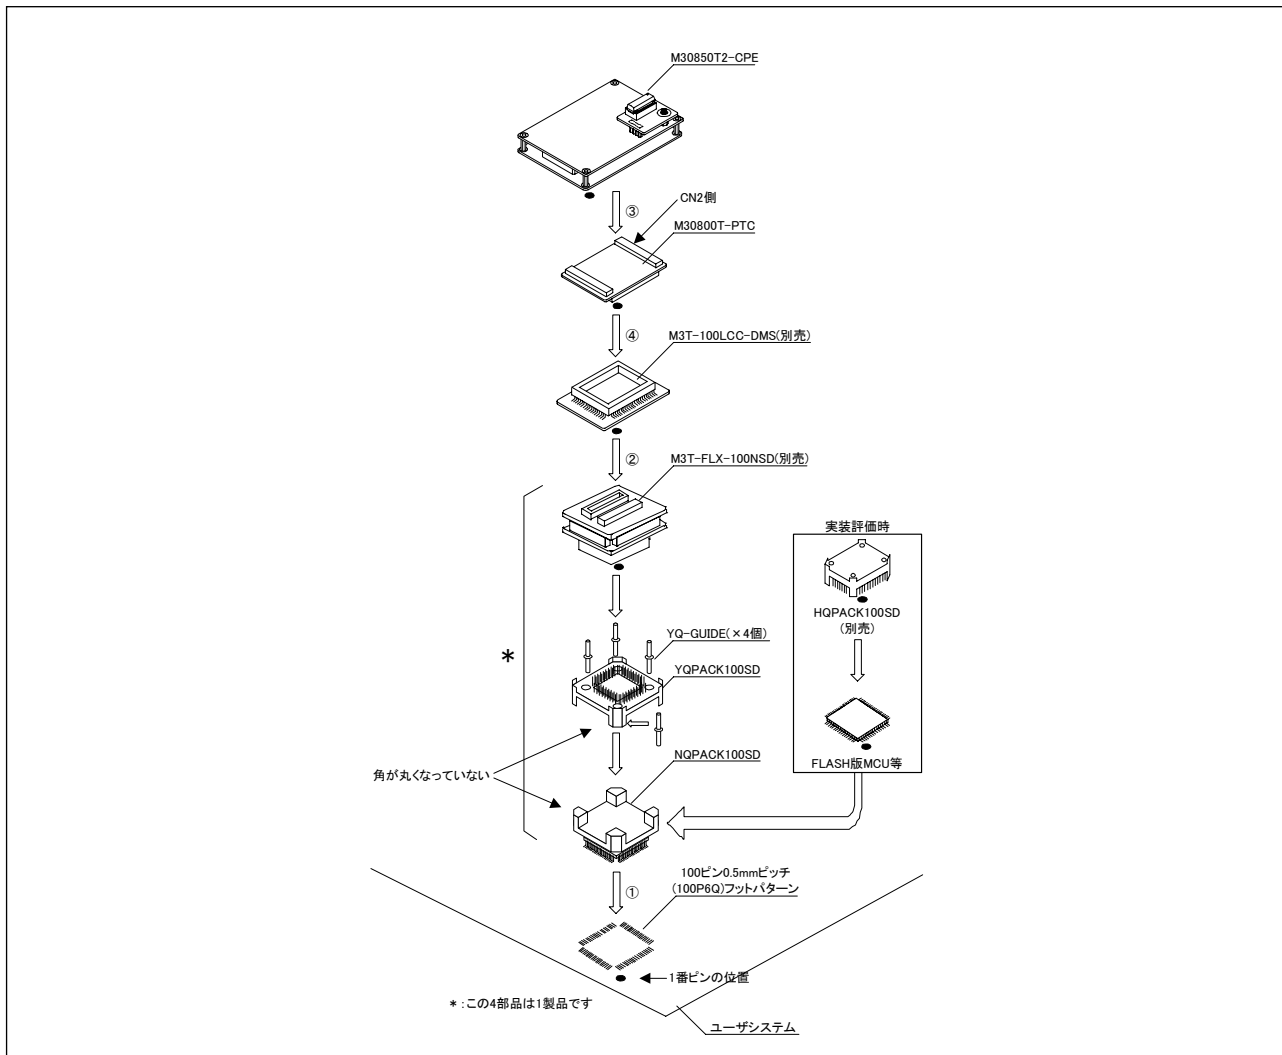 M30850T2-CPE
③
CN2側
M30800T-PTC
④
M3T-100LCC-DMS(別売)
②
M3T-FLX-100NSD(別売)
実装評価時
HQPACK100SD
(別売)
FLASH版MCU等
*
YQ-GUIDE(×4個)
YQPACK100SD
角が丸くなっていない
NQPACK100SD
①
100ピン0.5mmピッチ
(100P6Q)フットパターン
1番ピンの位置
* :この4部品は1製品です
ユーザシステム